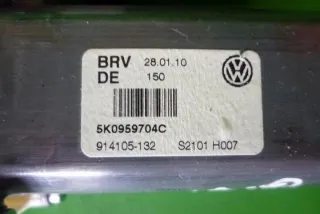 BRV 28.01.10
DE 150
5K0959704C
914105-132 S2101 H007